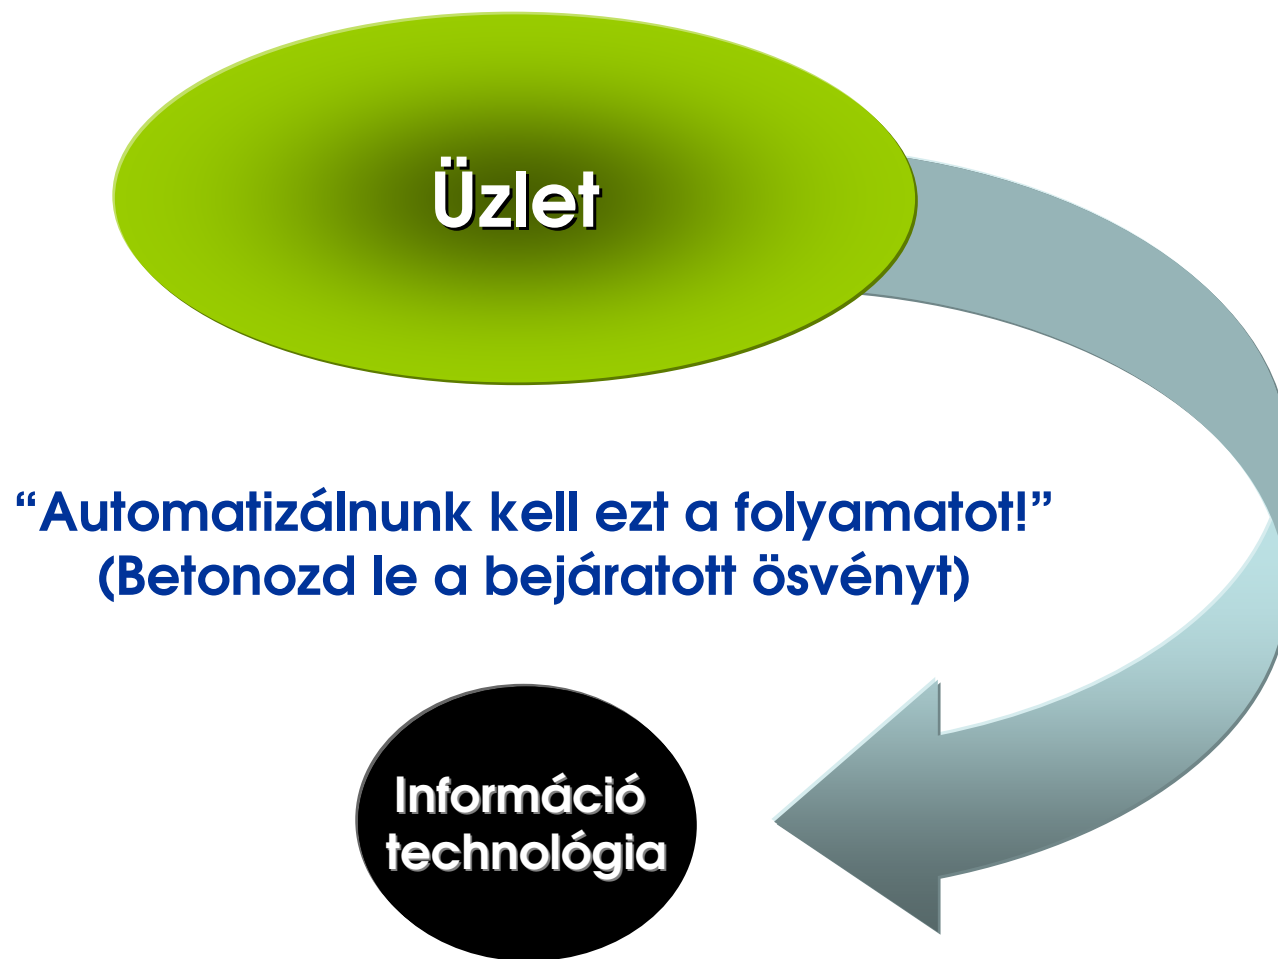 Üzlet
“Automatizálnunk kell ezt a folyamatot!”
(Betonozd le a bejáratott ösvényt)
Információ
technológia